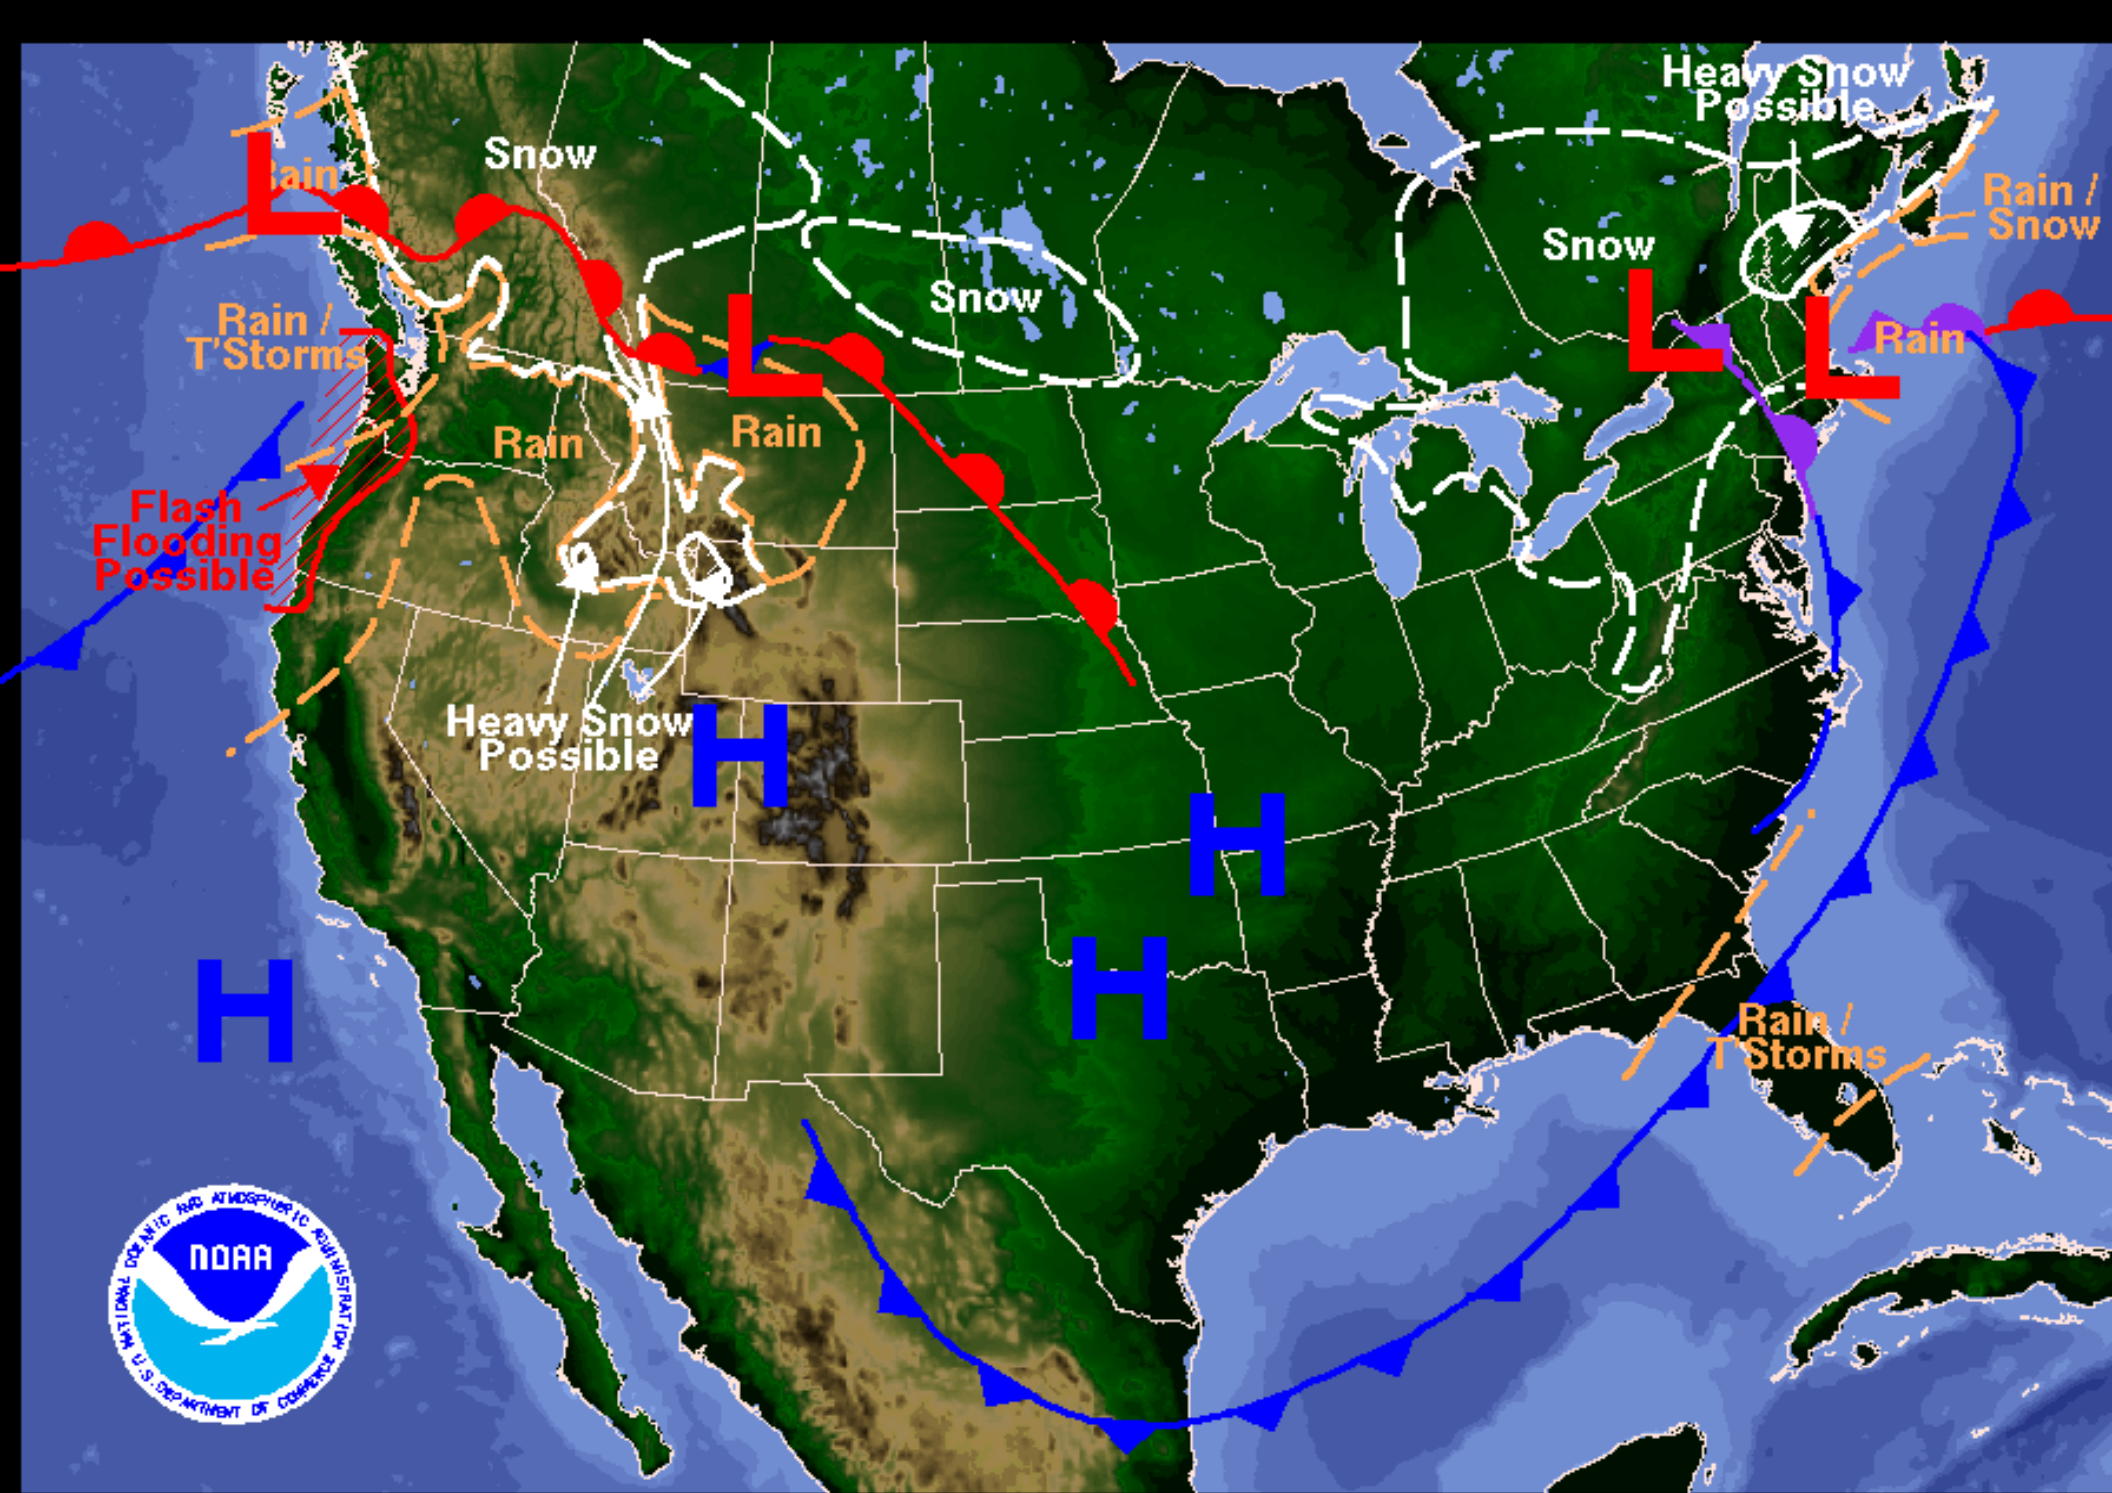 Heavy Snow
Possible
Snow
Rain
L
Rain /
Snow
Snow
Snow
L
L
L
Rain /
T'Storms
Rain
Rain
Rain
Flash
Flooding
Possible
Heavy Snow
Possible
H
H
H
H
Rain /
T'Storms
NATIONAL OCEANIC AND ATMOSPHERIC ADMINISTRATION
NOAA
U.S. DEPARTMENT OF COMMERCE